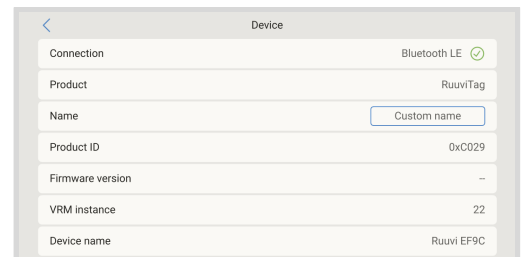 Device
Connection Bluetooth LE
Product RuuviTag
Name Custom name
Product ID 0xC029
Firmware version --
VRM instance 22
Device name Ruuvi EF9C